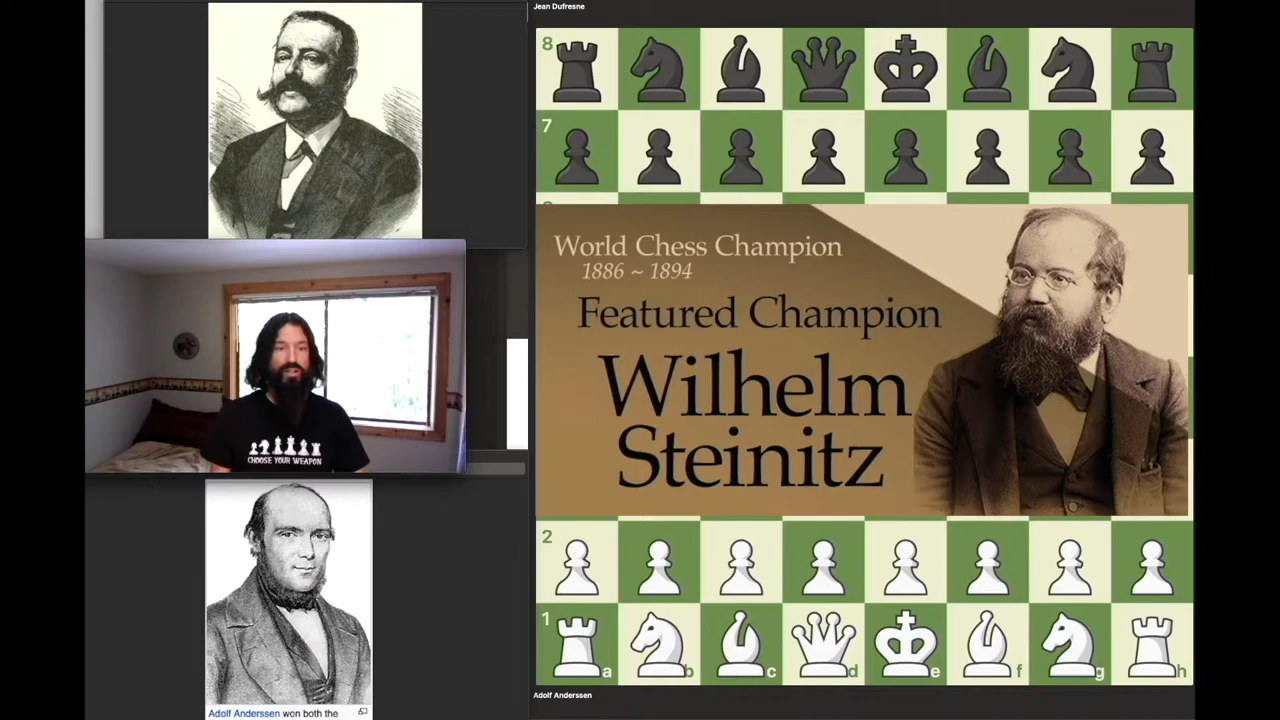 Jean Dufresne
8
7
World Chess Champion
1886 ~ 1894
Featured Champion
Wilhelm
Steinitz
CHOOSE YOUR WEAPON
2
1
a
b
c
d
e
f
g
h
Adolf Anderssen
Adolf Anderssen won both the